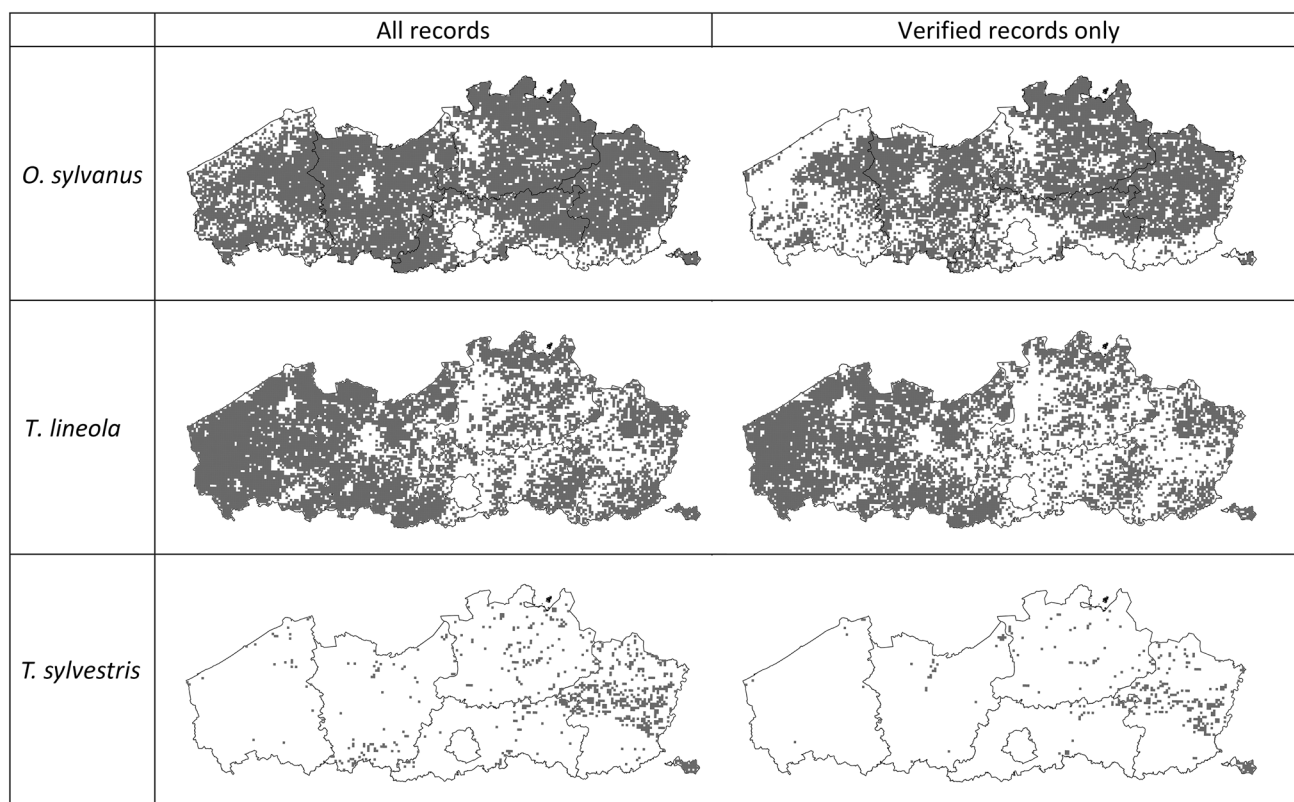 All records
Verified records only
O. sylvanus
T. lineola
T. sylvestris